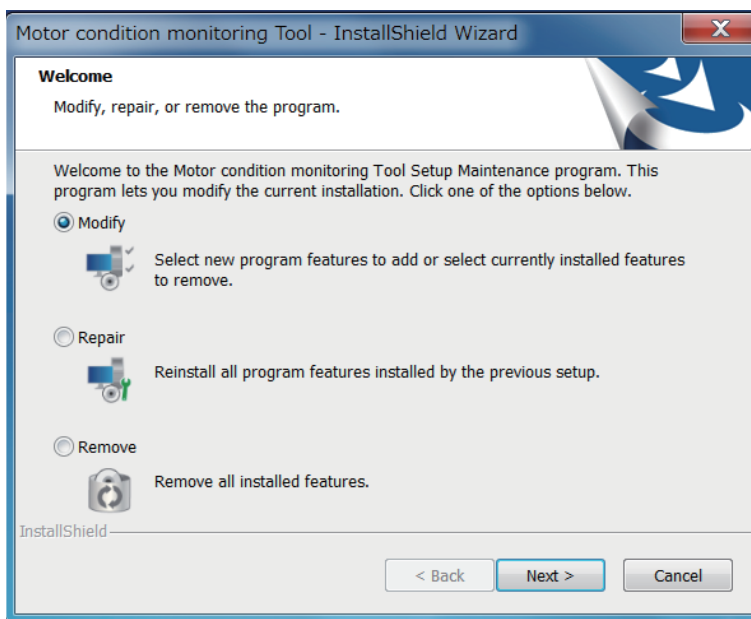 Motor condition monitoring Tool - InstallShield Wizard
X
Welcome
Modify, repair, or remove the program.
Welcome to the Motor condition monitoring Tool Setup Maintenance program. This
program lets you modify the current installation. Click one of the options below.
Modify
Select new program features to add or select currently installed features
to remove.
Repair
Reinstall all program features installed by the previous setup.
Remove
Remove all installed features.
InstallShield
< Back Next > Cancel